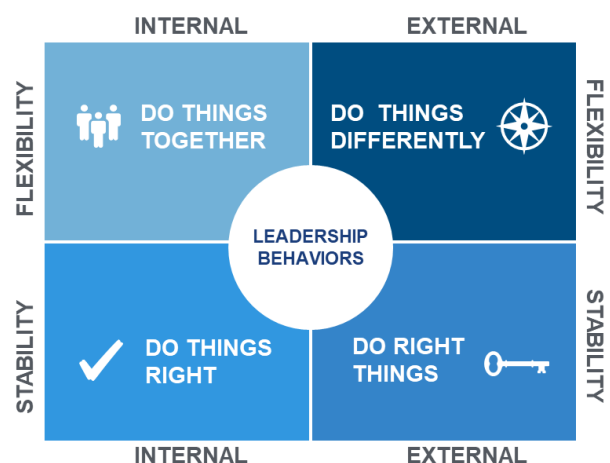 INTERNAL
EXTERNAL
FLEXIBILITY
DO THINGS
TOGETHER
DO THINGS
DIFFERENTLY
FLEXIBILITY
LEADERSHIP
BEHAVIORS
STABILITY
DO THINGS
RIGHT
DO RIGHT
THINGS
STABILITY
INTERNAL
EXTERNAL